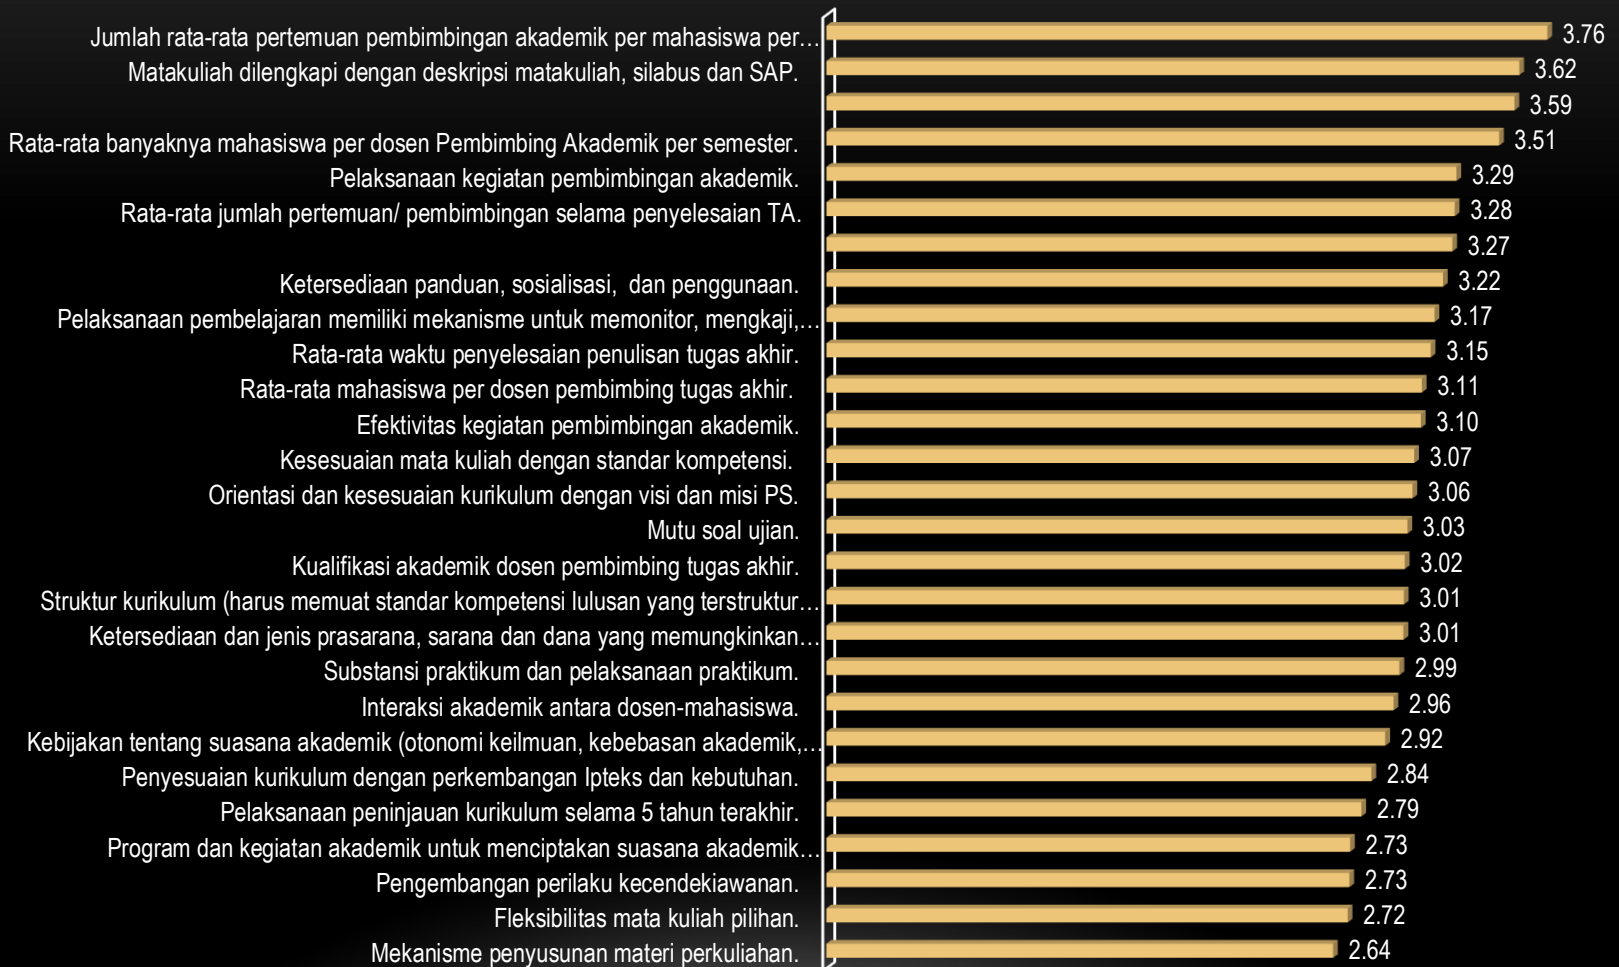 Jumlah rata-rata pertemuan pembimbingan akademik per mahasiswa per… 3.76
Matakuliah dilengkapi dengan deskripsi matakuliah, silabus dan SAP. 3.62
3.59
Rata-rata banyaknya mahasiswa per dosen Pembimbing Akademik per semester. 3.51
Pelaksanaan kegiatan pembimbingan akademik. 3.29
Rata-rata jumlah pertemuan/ pembimbingan selama penyelesaian TA. 3.28
3.27
Ketersediaan panduan, sosialisasi, dan penggunaan. 3.22
Pelaksanaan pembelajaran memiliki mekanisme untuk memonitor, mengkaji,… 3.17
Rata-rata waktu penyelesaian penulisan tugas akhir. 3.15
Rata-rata mahasiswa per dosen pembimbing tugas akhir. 3.11
Efektivitas kegiatan pembimbingan akademik. 3.10
Kesesuaian mata kuliah dengan standar kompetensi. 3.07
Orientasi dan kesesuaian kurikulum dengan visi dan misi PS. 3.06
Mutu soal ujian. 3.03
Kualifikasi akademik dosen pembimbing tugas akhir. 3.02
Struktur kurikulum (harus memuat standar kompetensi lulusan yang terstruktur… 3.01
Ketersediaan dan jenis prasarana, sarana dan dana yang memungkinkan… 3.01
Substansi praktikum dan pelaksanaan praktikum. 2.99
Interaksi akademik antara dosen-mahasiswa. 2.96
Kebijakan tentang suasana akademik (otonomi keilmuan, kebebasan akademik,… 2.92
Penyesuaian kurikulum dengan perkembangan Ipteks dan kebutuhan. 2.84
Pelaksanaan peninjauan kurikulum selama 5 tahun terakhir. 2.79
Program dan kegiatan akademik untuk menciptakan suasana akademik… 2.73
Pengembangan perilaku kecendekiawanan. 2.73
Fleksibilitas mata kuliah pilihan. 2.72
Mekanisme penyusunan materi perkuliahan. 2.64